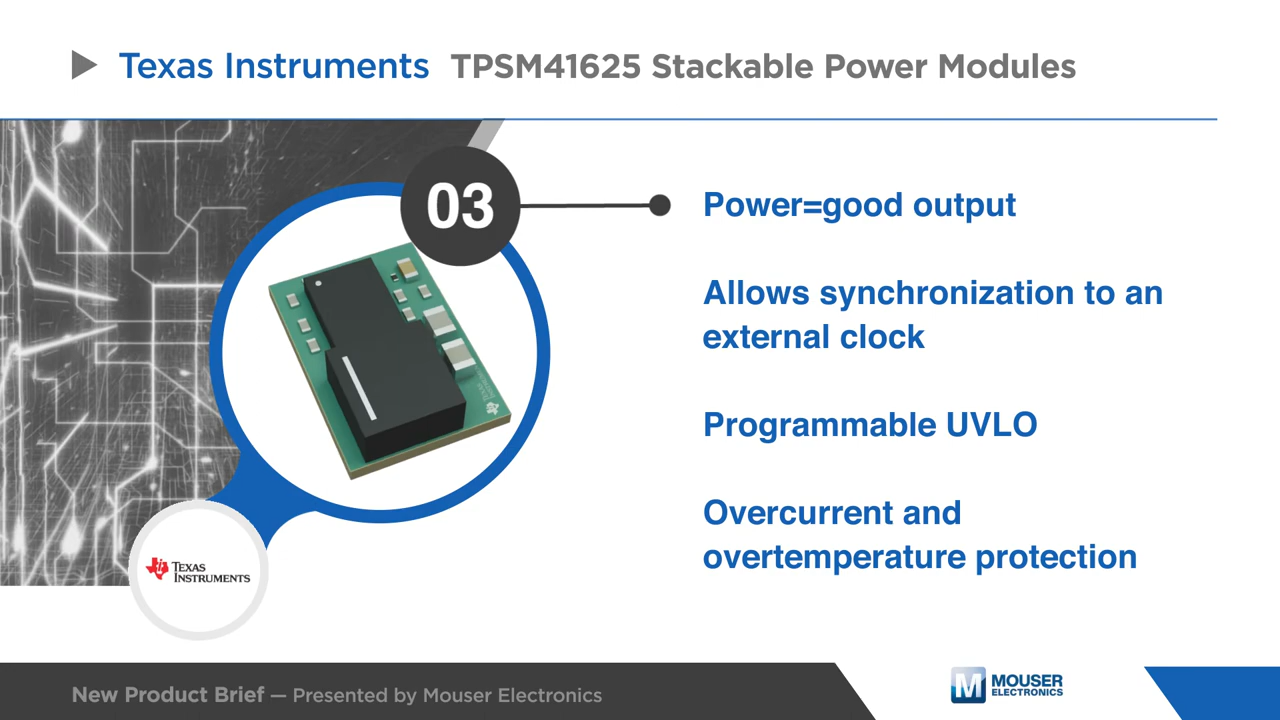 Texas Instruments TPSM41625 Stackable Power Modules
03
Power=good output
Allows synchronization to an
external clock
Programmable UVLO
Overcurrent and
overtemperature protection
TEXAS
INSTRUMENTS
New Product Brief — Presented by Mouser Electronics
M MOUSER
ELECTRONICS